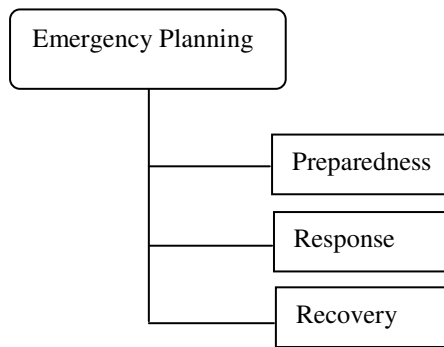 Emergency Planning
Preparedness
Response
Recovery